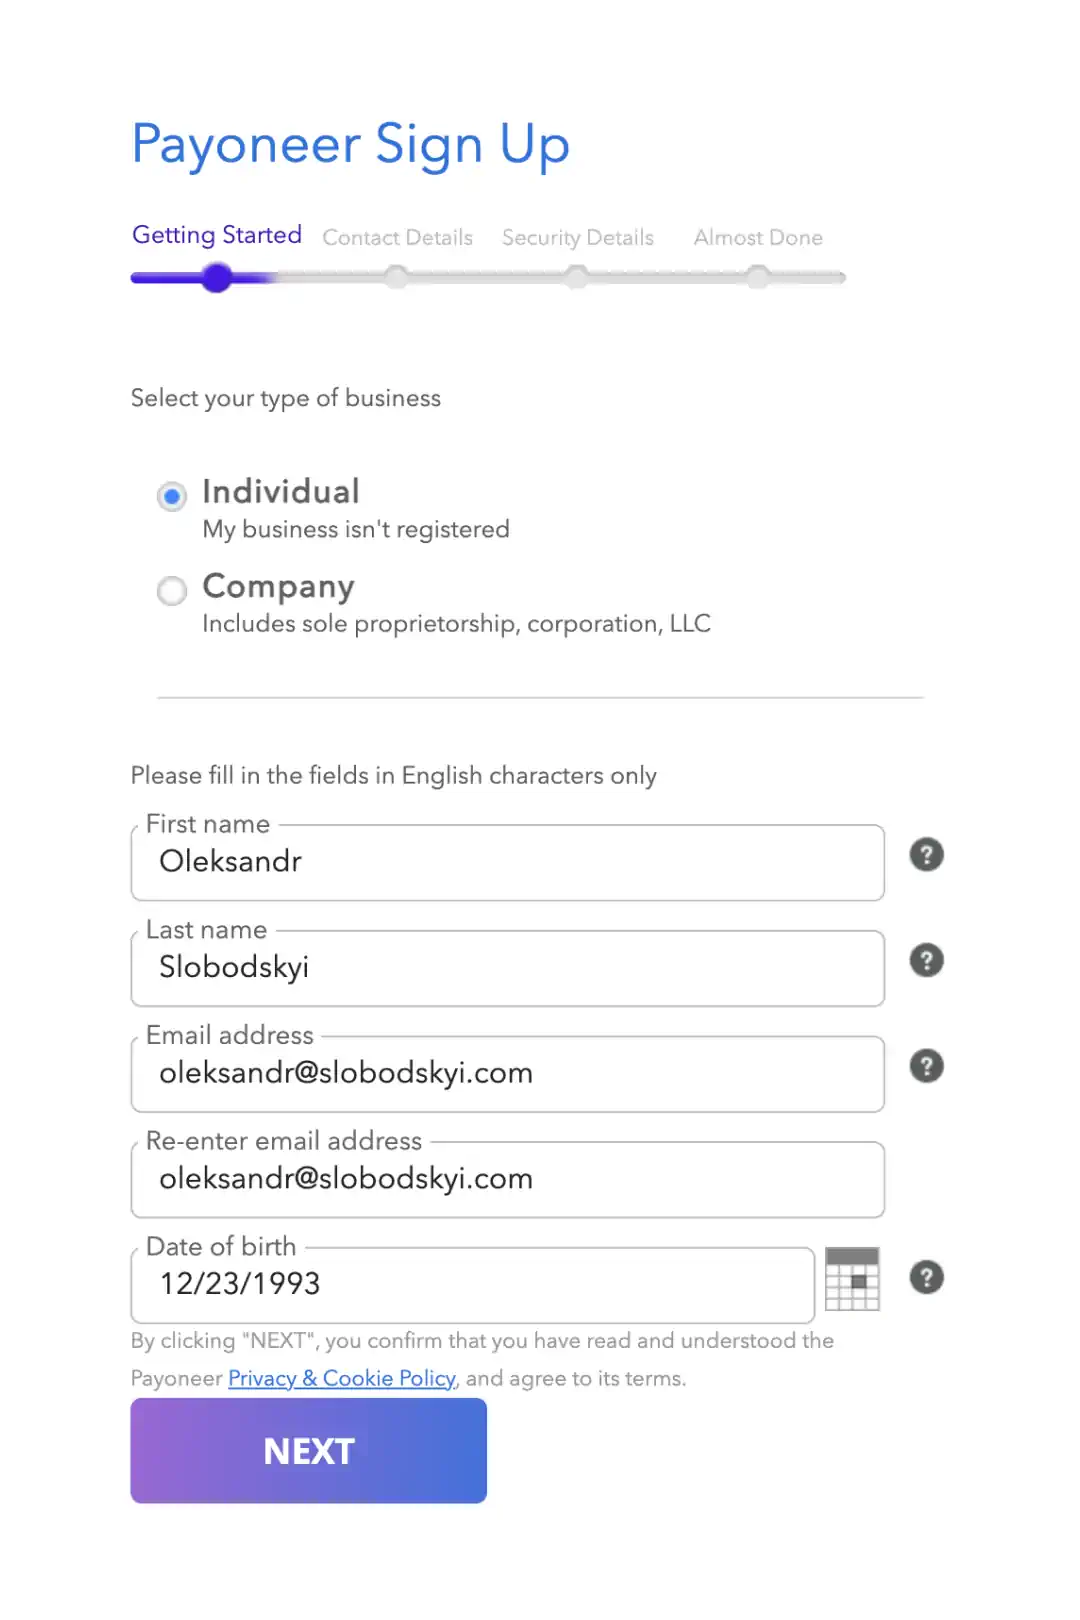 Payoneer Sign Up
Getting Started Contact Details Security Details Almost Done
Select your type of business
Individual
My business isn't registered
Company
Includes sole proprietorship, corporation, LLC
Please fill in the fields in English characters only
First name
Oleksandr
?
Last name
Slobodskyi
?
Email address
oleksandr@slobodskyi.com
?
Re-enter email address
oleksandr@slobodskyi.com
Date of birth
12/23/1993
?
By clicking "NEXT", you confirm that you have read and understood the
Payoneer Privacy & Cookie Policy, and agree to its terms.
NEXT